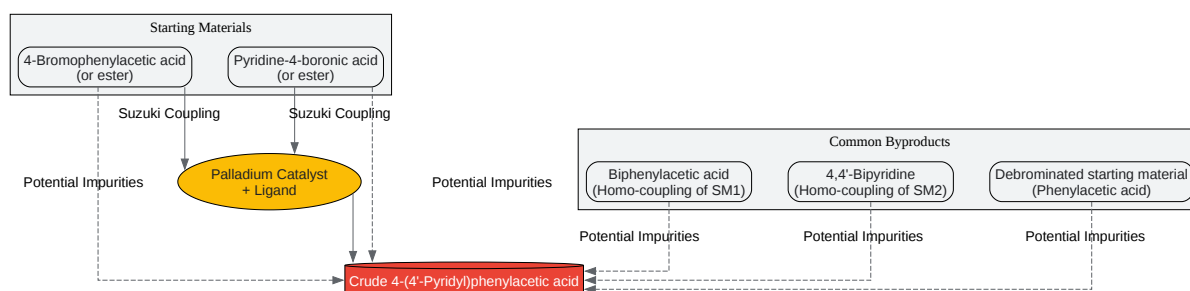 Starting Materials
4-Bromophenylacetic acid
(or ester)
Pyridine-4-boronic acid
(or ester)
Suzuki Coupling
Suzuki Coupling
Common Byproducts
Palladium Catalyst
+ Ligand
Potential Impurities
Potential Impurities
Biphenylacetic acid
(Homo-coupling of SM1)
4,4'-Bipyridine
(Homo-coupling of SM2)
Debrominated starting material
(Phenylacetic acid)
Potential Impurities
Potential Impurities
Potential Impurities
Crude 4-(4'-Pyridyl)phenylacetic acid